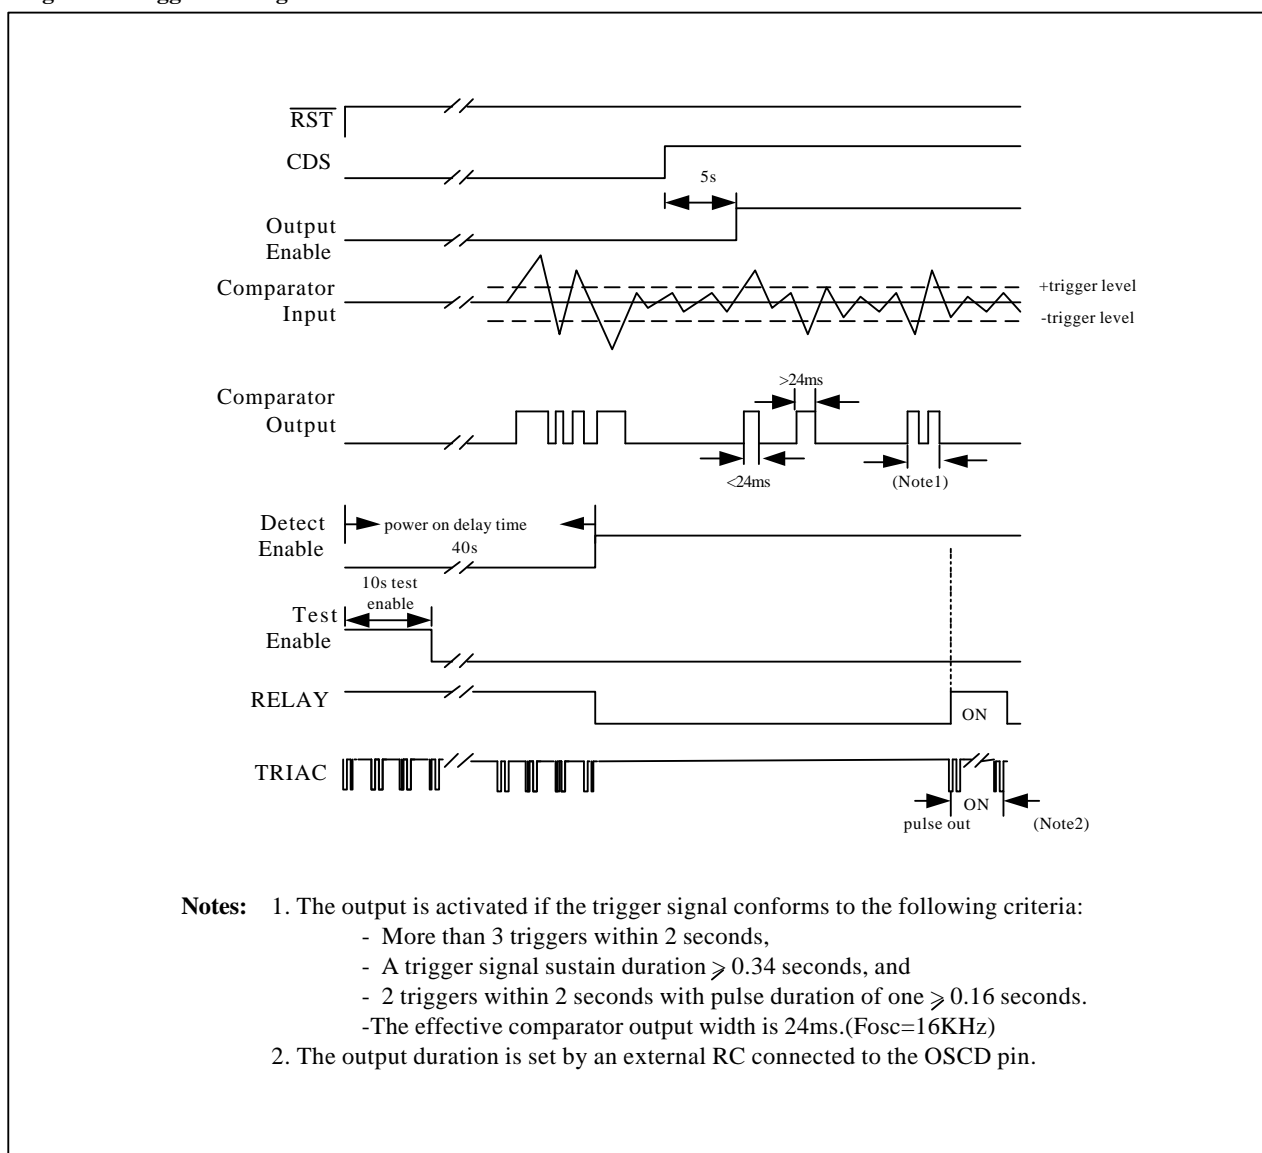 RST
CDS
5s
Output
Enable
Comparator
Input
+trigger level
-trigger level
>24ms
Comparator
Output
<24ms
(Note1)
Detect
Enable
power on delay time
40s
10s test
enable
Test
Enable
RELAY
ON
TRIAC
ON
pulse out
(Note2)
Notes: 1. The output is activated if the trigger signal conforms to the following criteria:
- More than 3 triggers within 2 seconds,
- A trigger signal sustain duration ⩾ 0.34 seconds, and
- 2 triggers within 2 seconds with pulse duration of one ⩾ 0.16 seconds.
-The effective comparator output width is 24ms.(Fosc=16KHz)
2. The output duration is set by an external RC connected to the OSCD pin.